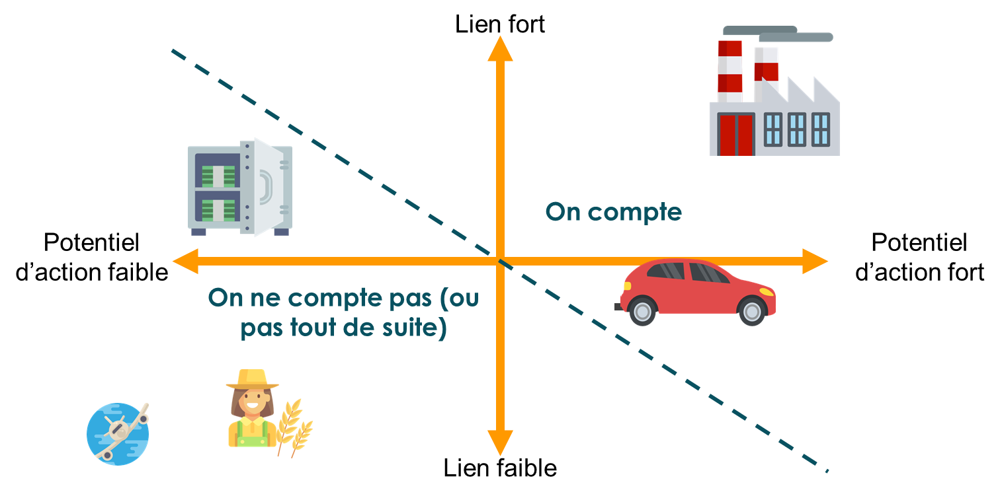 Lien fort
On compte
Potentiel
d’action faible
Potentiel
d’action fort
On ne compte pas (ou
pas tout de suite)
Lien faible